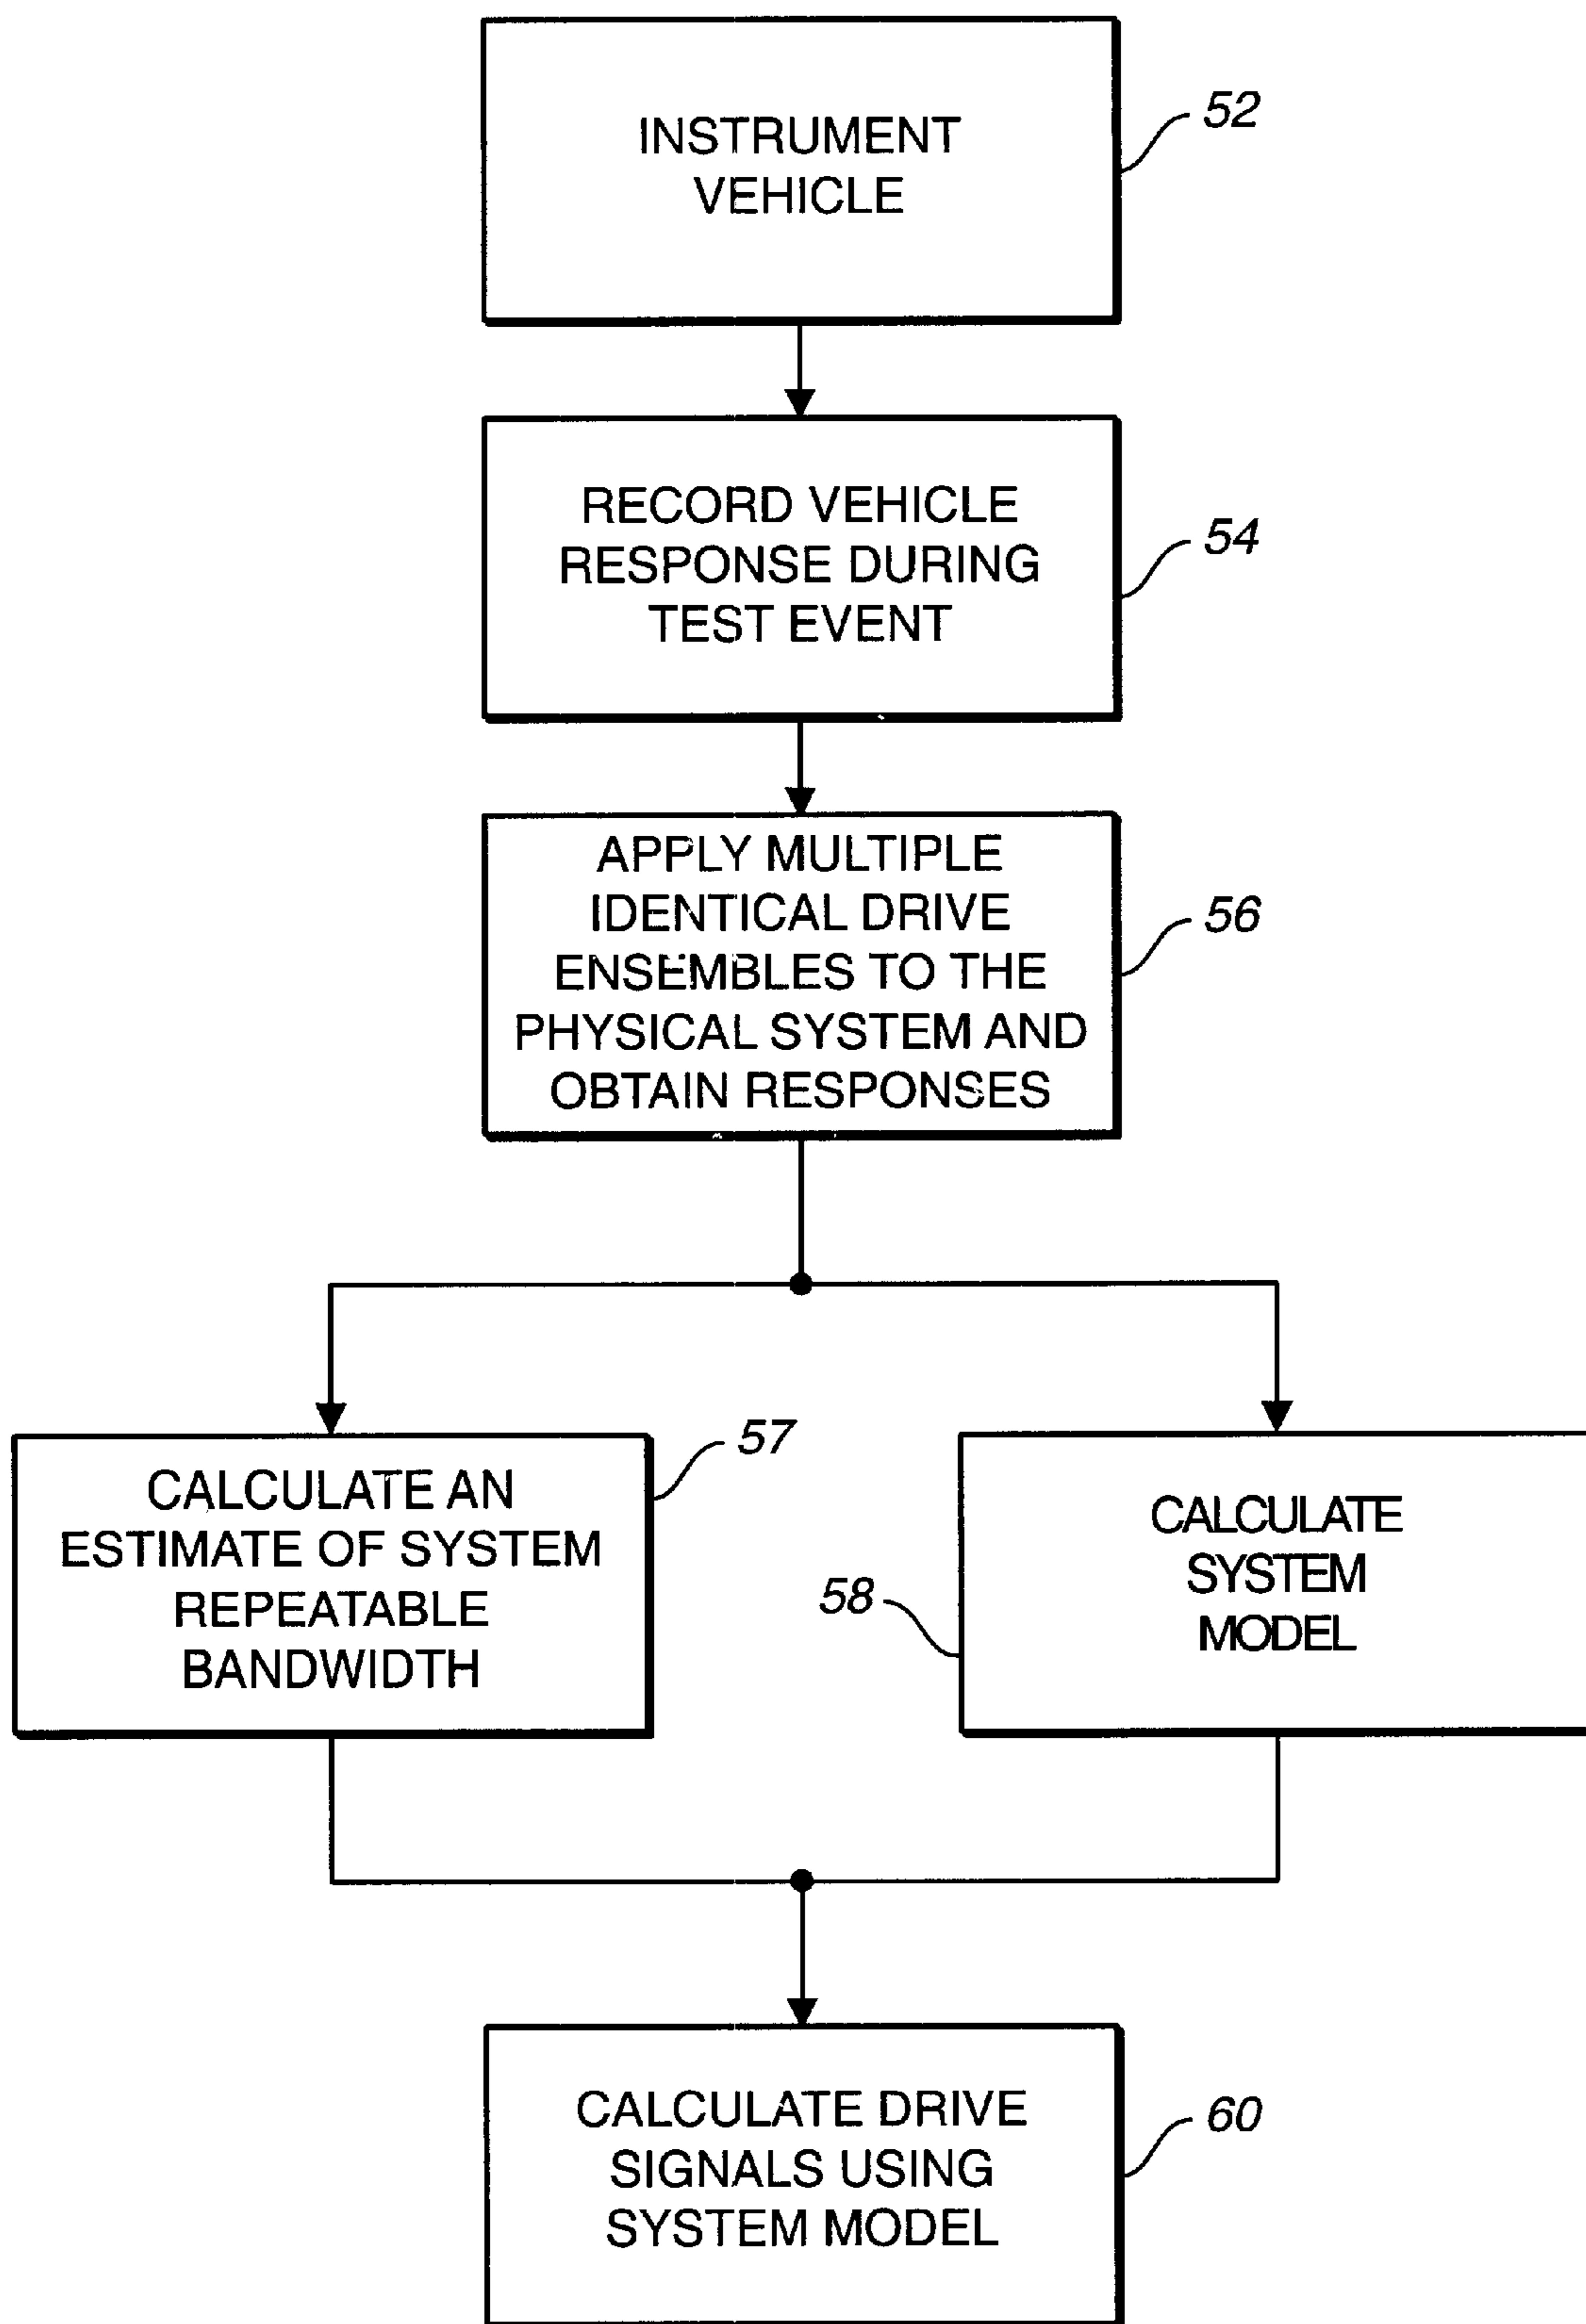 INSTRUMENT
VEHICLE
52
RECORD VEHICLE
RESPONSE DURING
TEST EVENT
54
APPLY MULTIPLE
IDENTICAL DRIVE
ENSEMBLES TO THE
PHYSICAL SYSTEM AND
OBTAIN RESPONSES
56
CALCULATE AN
ESTIMATE OF SYSTEM
REPEATABLE
BANDWIDTH
57
CALCULATE
SYSTEM
MODEL
58
CALCULATE DRIVE
SIGNALS USING
SYSTEM MODEL
60